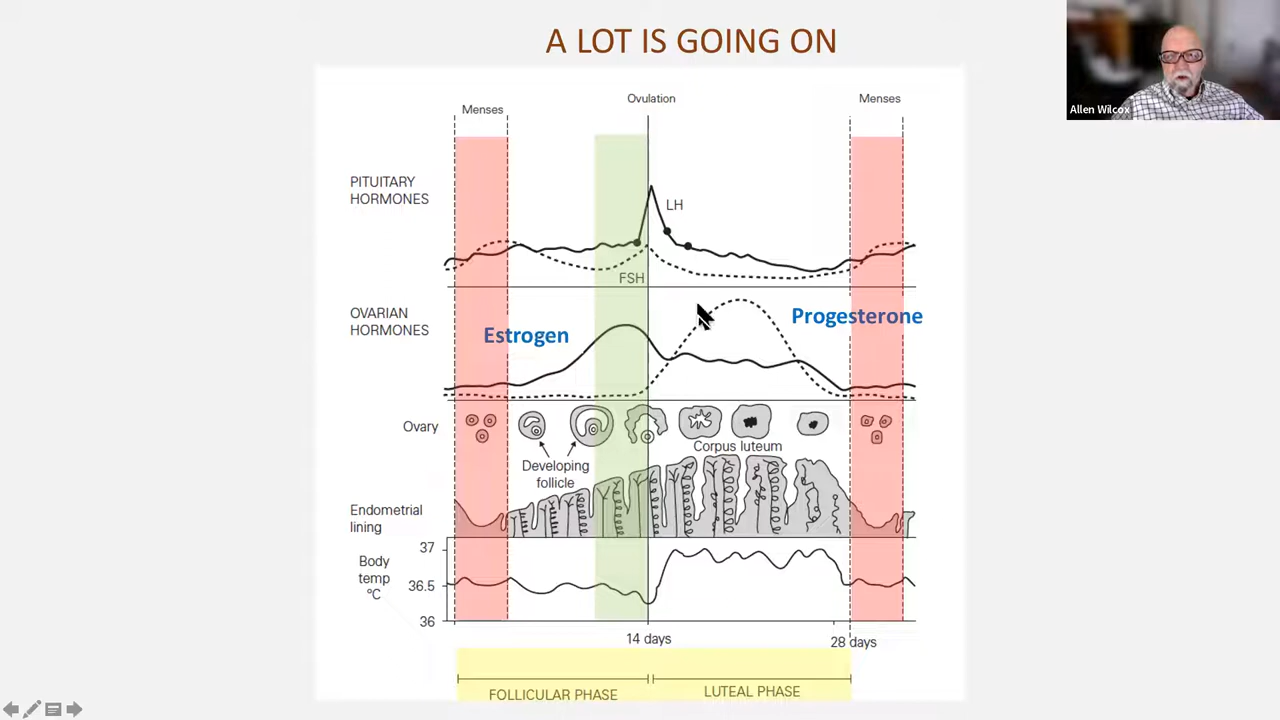 A LOT IS GOING ON
Allen Wilcox
Menses
Ovulation
Menses
PITUITARY
HORMONES
LH
FSH
OVARIAN
HORMONES
Estrogen
Progesterone
Ovary
Corpus luteum
Developing
follicle
Endometrial
lining
Body
temp
°C
37
36.5
36
14 days
28 days
FOLLICULAR PHASE
LUTEAL PHASE